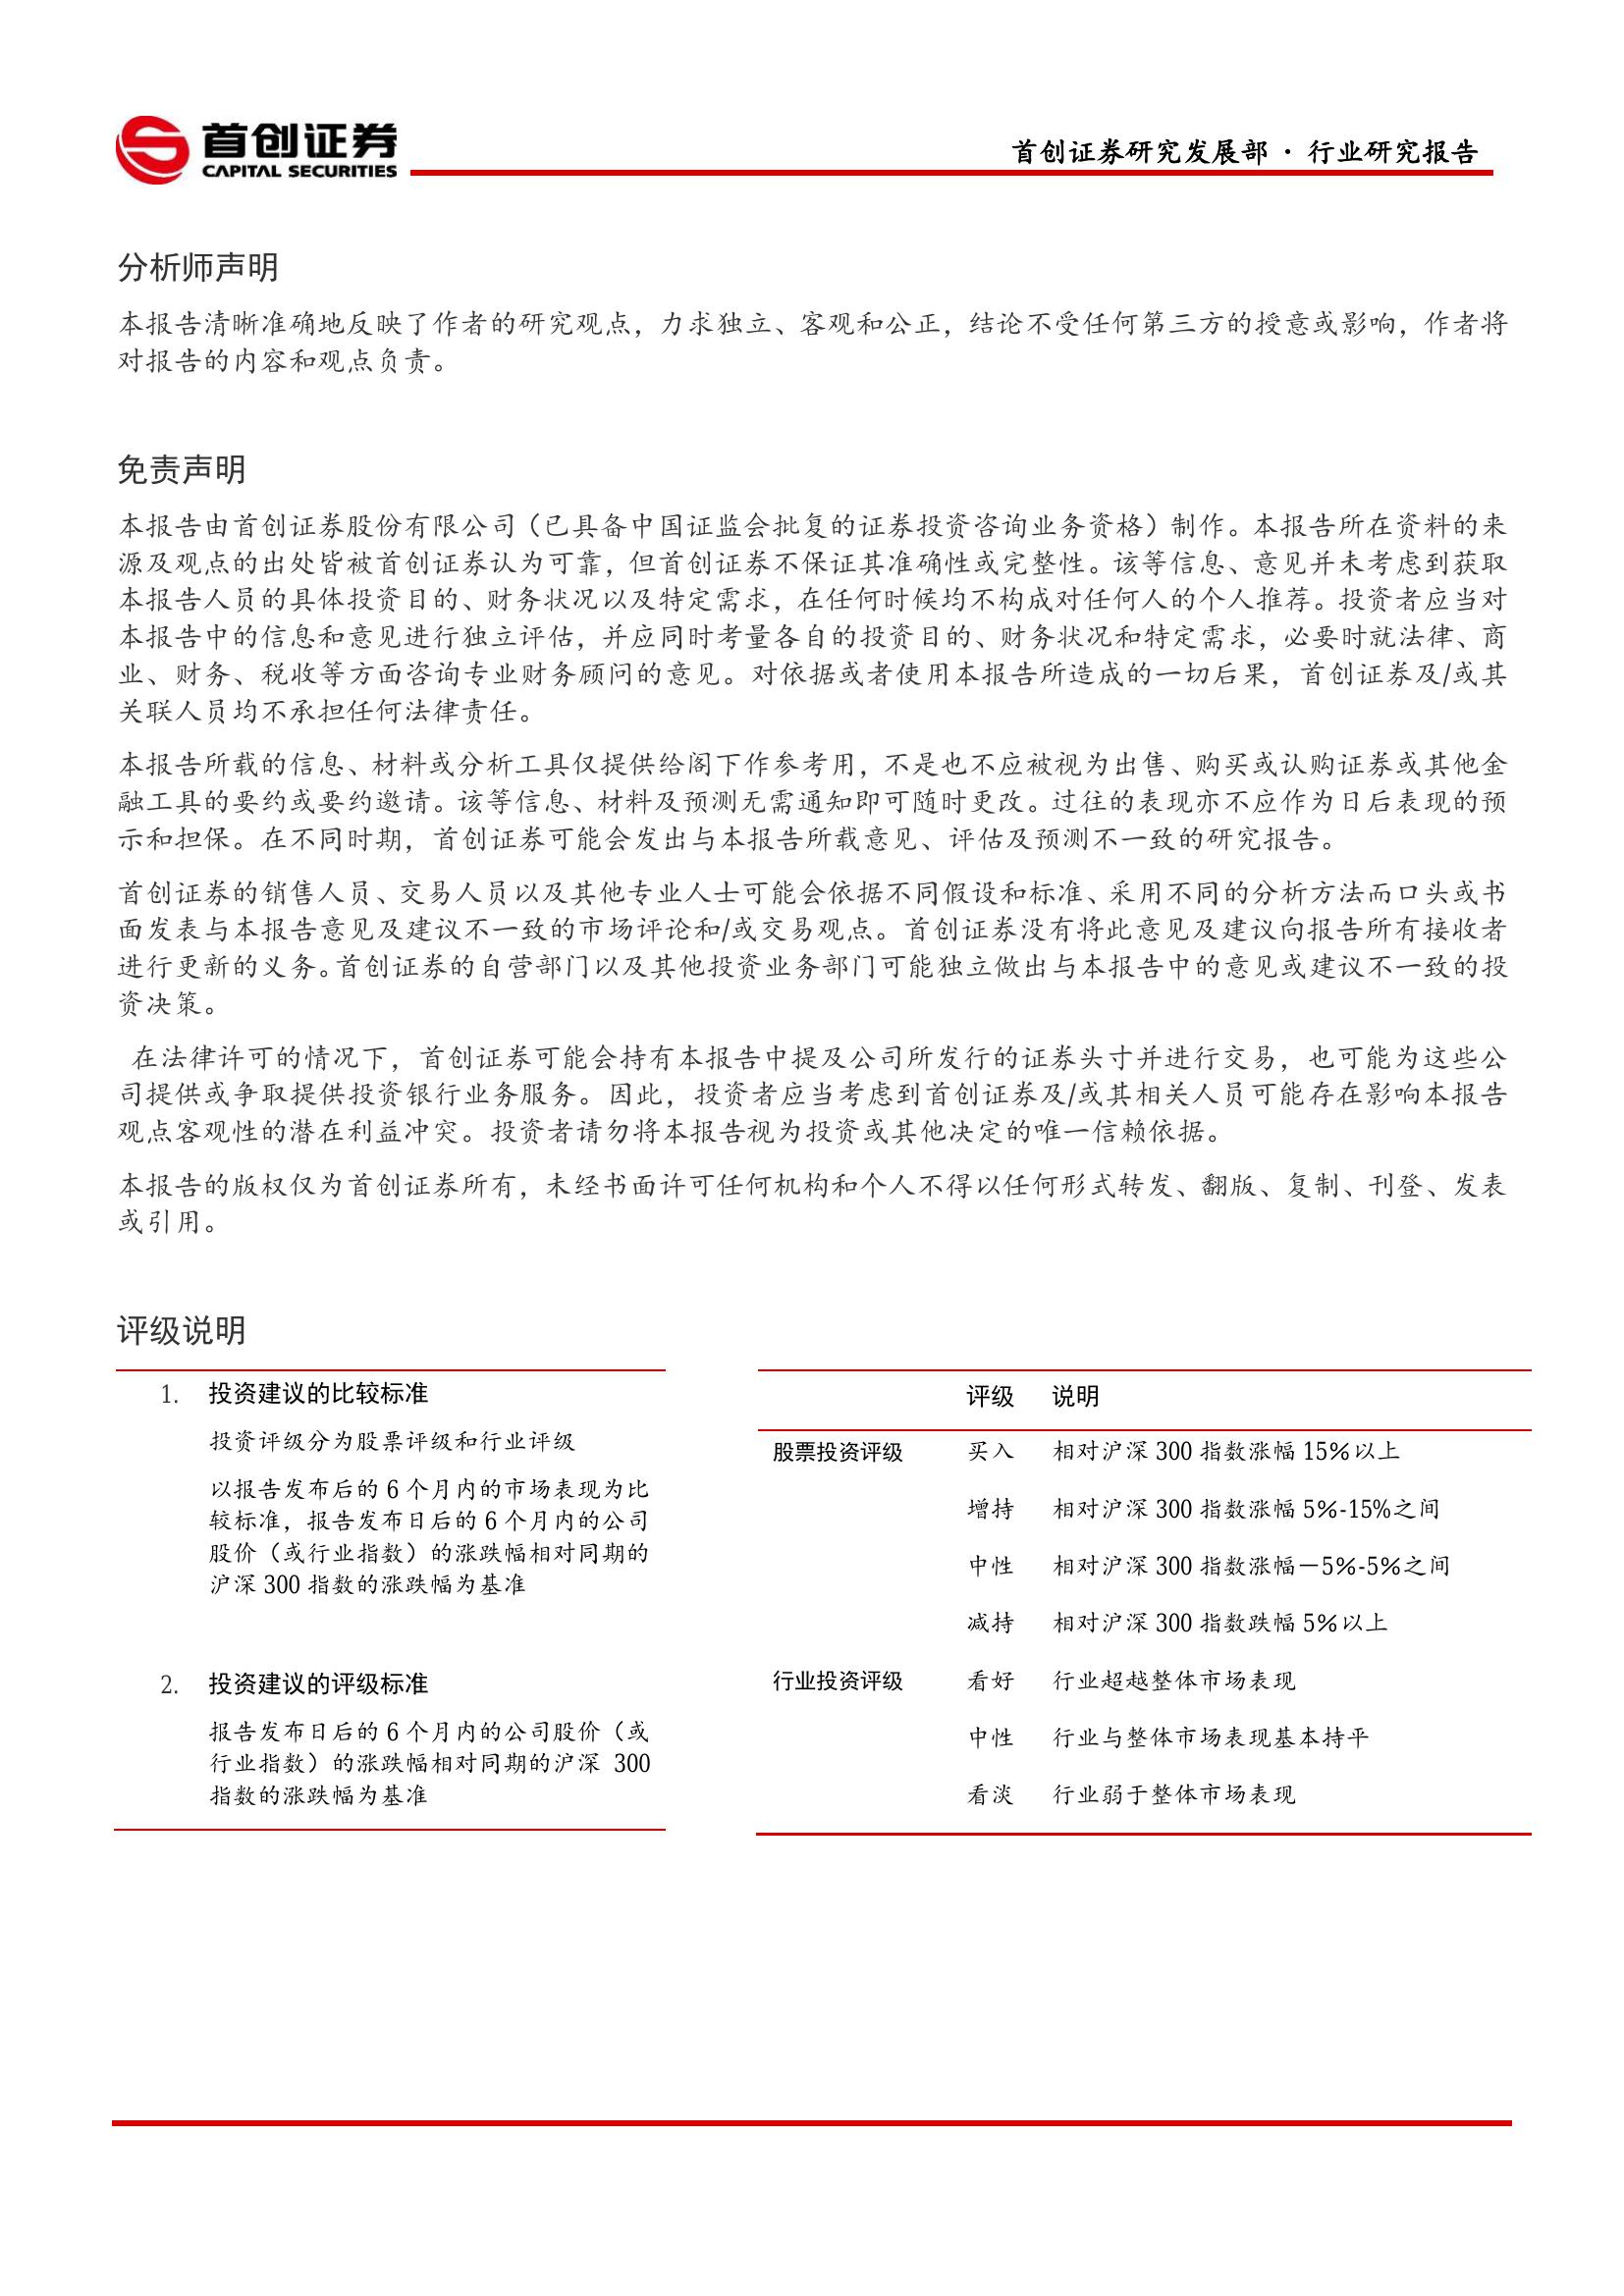 首创证券
CAPITAL SECURITIES
首创证券研究发展部 · 行业研究报告
分析师声明
本报告清晰准确地反映了作者的研究观点，力求独立、客观和公正，结论不受任何第三方的授意或影响，作者将
对报告的内容和观点负责。
免责声明
本报告由首创证券股份有限公司（已具备中国证监会批复的证券投资咨询业务资格）制作。本报告所在资料的来
源及观点的出处皆被首创证券认为可靠，但首创证券不保证其准确性或完整性。该等信息、意见并未考虑到获取
本报告人员的具体投资目的、财务状况以及特定需求，在任何时候均不构成对任何人的个人推荐。投资者应当对
本报告中的信息和意见进行独立评估，并应同时考量各自的投资目的、财务状况和特定需求，必要时就法律、商
业、财务、税收等方面咨询专业财务顾问的意见。对依据或者使用本报告所造成的一切后果，首创证券及/或其
关联人员均不承担任何法律责任。
本报告所载的信息、材料或分析工具仅提供给阁下作参考用，不是也不应被视为出售、购买或认购证券或其他金
融工具的要约或要约邀请。该等信息、材料及预测无需通知即可随时更改。过往的表现亦不应作为日后表现的预
示和担保。在不同时期，首创证券可能会发出与本报告所载意见、评估及预测不一致的研究报告。
首创证券的销售人员、交易人员以及其他专业人士可能会依据不同假设和标准、采用不同的分析方法而口头或书
面发表与本报告意见及建议不一致的市场评论和/或交易观点。首创证券没有将此意见及建议向报告所有接收者
进行更新的义务。首创证券的自营部门以及其他投资业务部门可能独立做出与本报告中的意见或建议不一致的投
资决策。
在法律许可的情况下，首创证券可能会持有本报告中提及公司所发行的证券头寸并进行交易，也可能为这些公
司提供或争取提供投资银行业务服务。因此，投资者应当考虑到首创证券及/或其相关人员可能存在影响本报告
观点客观性的潜在利益冲突。投资者请勿将本报告视为投资或其他决定的唯一信赖依据。
本报告的版权仅为首创证券所有，未经书面许可任何机构和个人不得以任何形式转发、翻版、复制、刊登、发表
或引用。
评级说明
1. 投资建议的比较标准
投资评级分为股票评级和行业评级
以报告发布后的 6 个月内的市场表现为比
较标准，报告发布日后的 6 个月内的公司
股价（或行业指数）的涨跌幅相对同期的
沪深 300 指数的涨跌幅为基准
2. 投资建议的评级标准
报告发布日后的 6 个月内的公司股价（或
行业指数）的涨跌幅相对同期的沪深 300
指数的涨跌幅为基准
评级 说明
股票投资评级 买入 相对沪深 300 指数涨幅 15%以上
增持 相对沪深 300 指数涨幅 5%-15%之间
中性 相对沪深 300 指数涨幅－5%-5%之间
减持 相对沪深 300 指数跌幅 5%以上
行业投资评级 看好 行业超越整体市场表现
中性 行业与整体市场表现基本持平
看淡 行业弱于整体市场表现